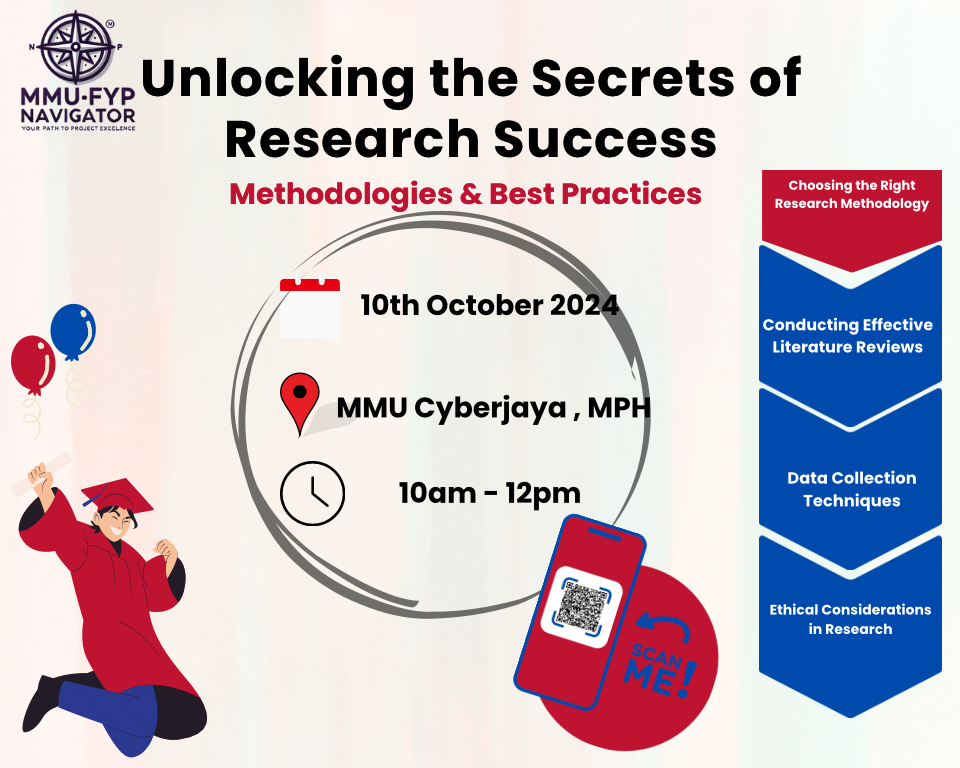 N P
M
MMU·FYP
NAVIGATOR
YOUR PATH TO PROJECT EXCELENCE
Unlocking the Secrets of
Research Success
Methodologies & Best Practices
10th October 2024
MMU Cyberjaya , MPH
10am - 12pm
SCAN
ME!
Choosing the Right
Research Methodology
Conducting Effective
Literature Reviews
Data Collection
Techniques
Ethical Considerations
in Research